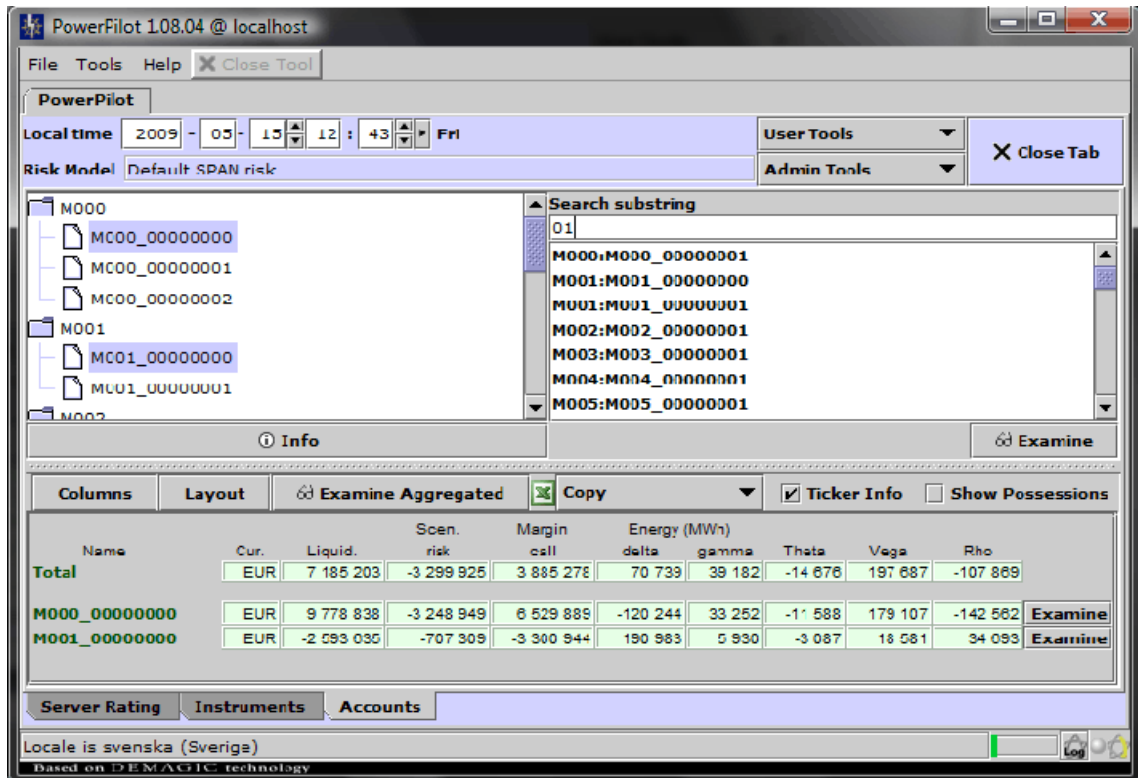 PowerPilot 1.08.04 @ localhost
File Tools Help Close Tool
PowerPilot
Local time 2009 - 05 - 15 12 : 43 Fri
User Tools
Close Tab
Risk Model Default SPAN risk
Admin Tools
M000
M000_00000000
M000_00000001
M000_00000002
M001
M001_00000000
M001_00000001
M002
Search substring
01
M000:M000_00000001
M001:M001_00000000
M001:M001_00000001
M002:M002_00000001
M003:M003_00000001
M004:M004_00000001
M005:M005_00000001
Info
Examine
Columns Layout Examine Aggregated Copy Ticker Info Show Possessions
Scen. Margin Energy (MWh)
Name Cur. Liquid. risk call delta gamma Theta Vega Rho
Total EUR 7 185 203 -3 299 925 3 885 278 70 739 39 182 -14 676 197 687 -107 869
M000_00000000 EUR 9 778 838 -3 248 949 6 529 889 -120 244 33 252 -11 588 179 107 -142 562 Examine
M001_00000000 EUR -2 593 635 -707 309 -3 300 944 190 983 5 930 -3 087 18 581 34 693 Examine
Server Rating Instruments Accounts
Locale is svenska (Sverige)
Log
Based on DEMAGIC technology